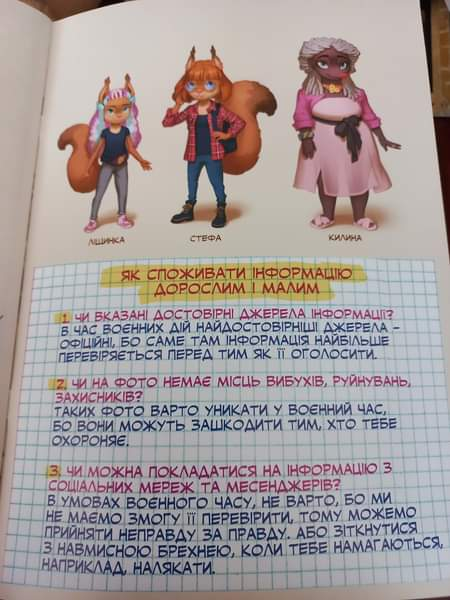 ЛІЩИНКА
СТЕФА
КИЛИНА
ЯК СПОЖИВАТИ ІНФОРМАЦІЮ
ДОРОСЛИМ І МАЛИМ
1. ЧИ ВКАЗАНІ ДОСТОВІРНІ ДЖЕРЕЛА ІНФОРМАЦІЇ?
В ЧАС ВОЄННИХ ДІЙ НАЙДОСТОВІРНІШІ ДЖЕРЕЛА –
ОФІЦІЙНІ, БО САМЕ ТАМ ІНФОРМАЦІЯ НАЙБІЛЬШЕ
ПЕРЕВІРЯЄТЬСЯ ПЕРЕД ТИМ ЯК ЇЇ ОГОЛОСИТИ.
2. ЧИ НА ФОТО НЕМАЄ МІСЦЬ ВИБУХІВ, РУЙНУВАНЬ,
ЗАХИСНИКІВ?
ТАКИХ ФОТО ВАРТО УНИКАТИ У ВОЄННИЙ ЧАС,
БО ВОНИ МОЖУТЬ ЗАШКОДИТИ ТИМ, ХТО ТЕБЕ
ОХОРОНЯЄ.
3. ЧИ МОЖНА ПОКЛАДАТИСЯ НА ІНФОРМАЦІЮ З
СОЦІАЛЬНИХ МЕРЕЖ ТА МЕСЕНДЖЕРІВ?
В УМОВАХ ВОЄННОГО ЧАСУ, НЕ ВАРТО, БО МИ
НЕ МАЄМО ЗМОГУ ЇЇ ПЕРЕВІРИТИ, ТОМУ МОЖЕМО
ПРИЙНЯТИ НЕПРАВДУ ЗА ПРАВДУ. АБО ЗІТКНУТИСЯ
З НАВМИСНОЮ БРЕХНЕЮ, КОЛИ ТЕБЕ НАМАГАЮТЬСЯ,
НАПРИКЛАД, НАЛЯКАТИ.